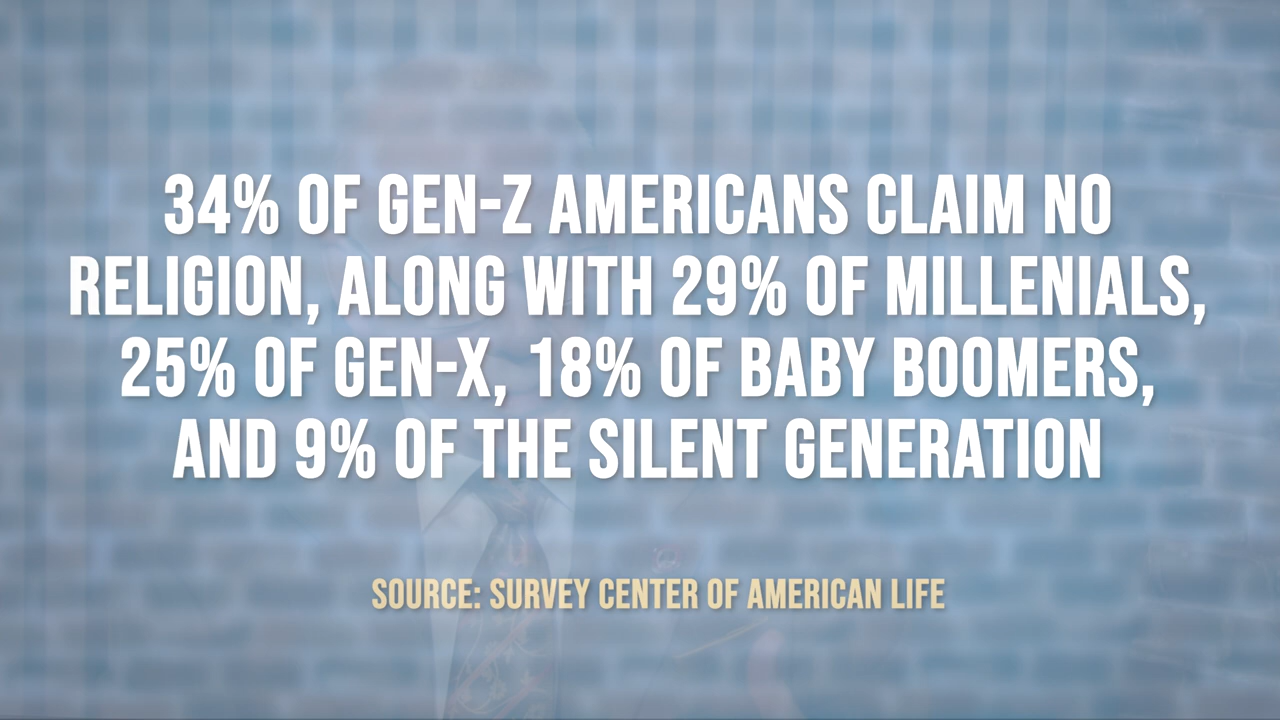 34% OF GEN-Z AMERICANS CLAIM NO
RELIGION, ALONG WITH 29% OF MILLENIALS,
25% OF GEN-X, 18% OF BABY BOOMERS,
AND 9% OF THE SILENT GENERATION
SOURCE: SURVEY CENTER OF AMERICAN LIFE